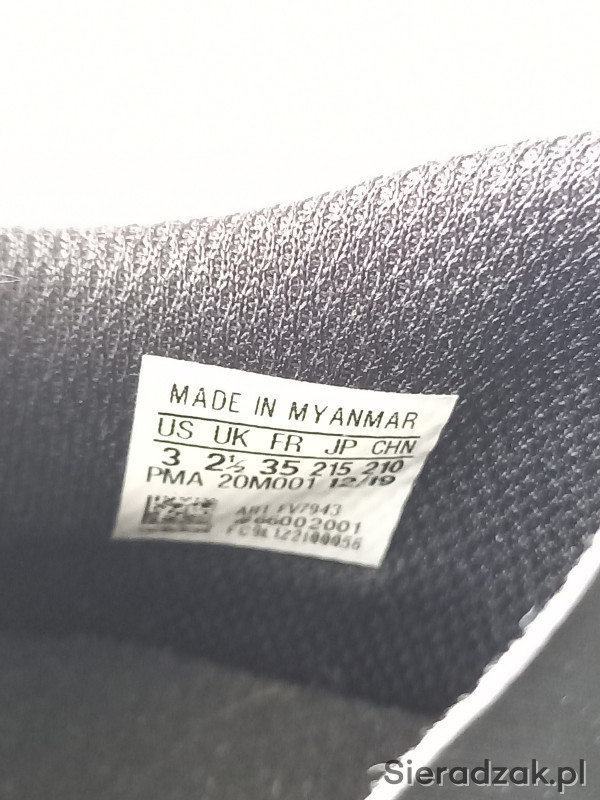 MADE IN MYANMAR
US UK FR JP CHN
3 2½ 35 215 210
PMA 20M001 12/19
ART FV7943
002001
Sieradzak.pl